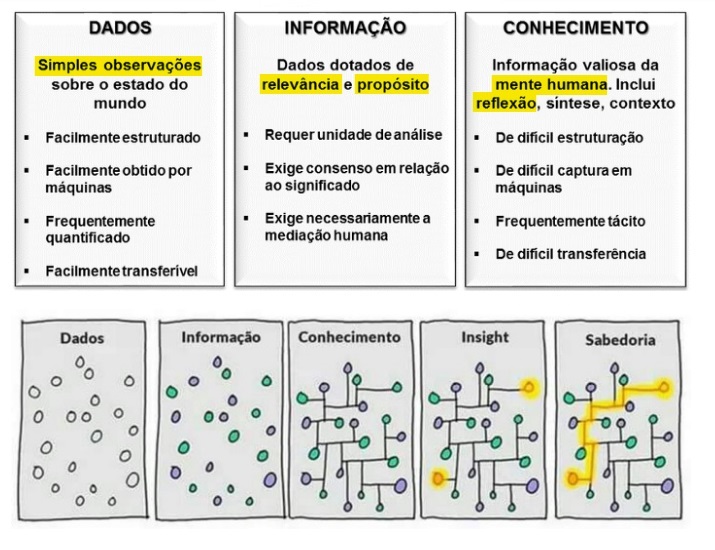 DADOS
Simples observações
sobre o estado do
mundo
▪ Facilmente estruturado
▪ Facilmente obtido por
máquinas
▪ Frequentemente
quantificado
▪ Facilmente transferível
INFORMAÇÃO
Dados dotados de
relevância e propósito
▪ Requer unidade de análise
▪ Exige consenso em relação
ao significado
▪ Exige necessariamente a
mediação humana
CONHECIMENTO
Informação valiosa da
mente humana. Inclui
reflexão, síntese, contexto
▪ De difícil estruturação
▪ De difícil captura em
máquinas
▪ Frequentemente tácito
▪ De difícil transferência
Dados
Informação
Conhecimento
Insight
Sabedoria